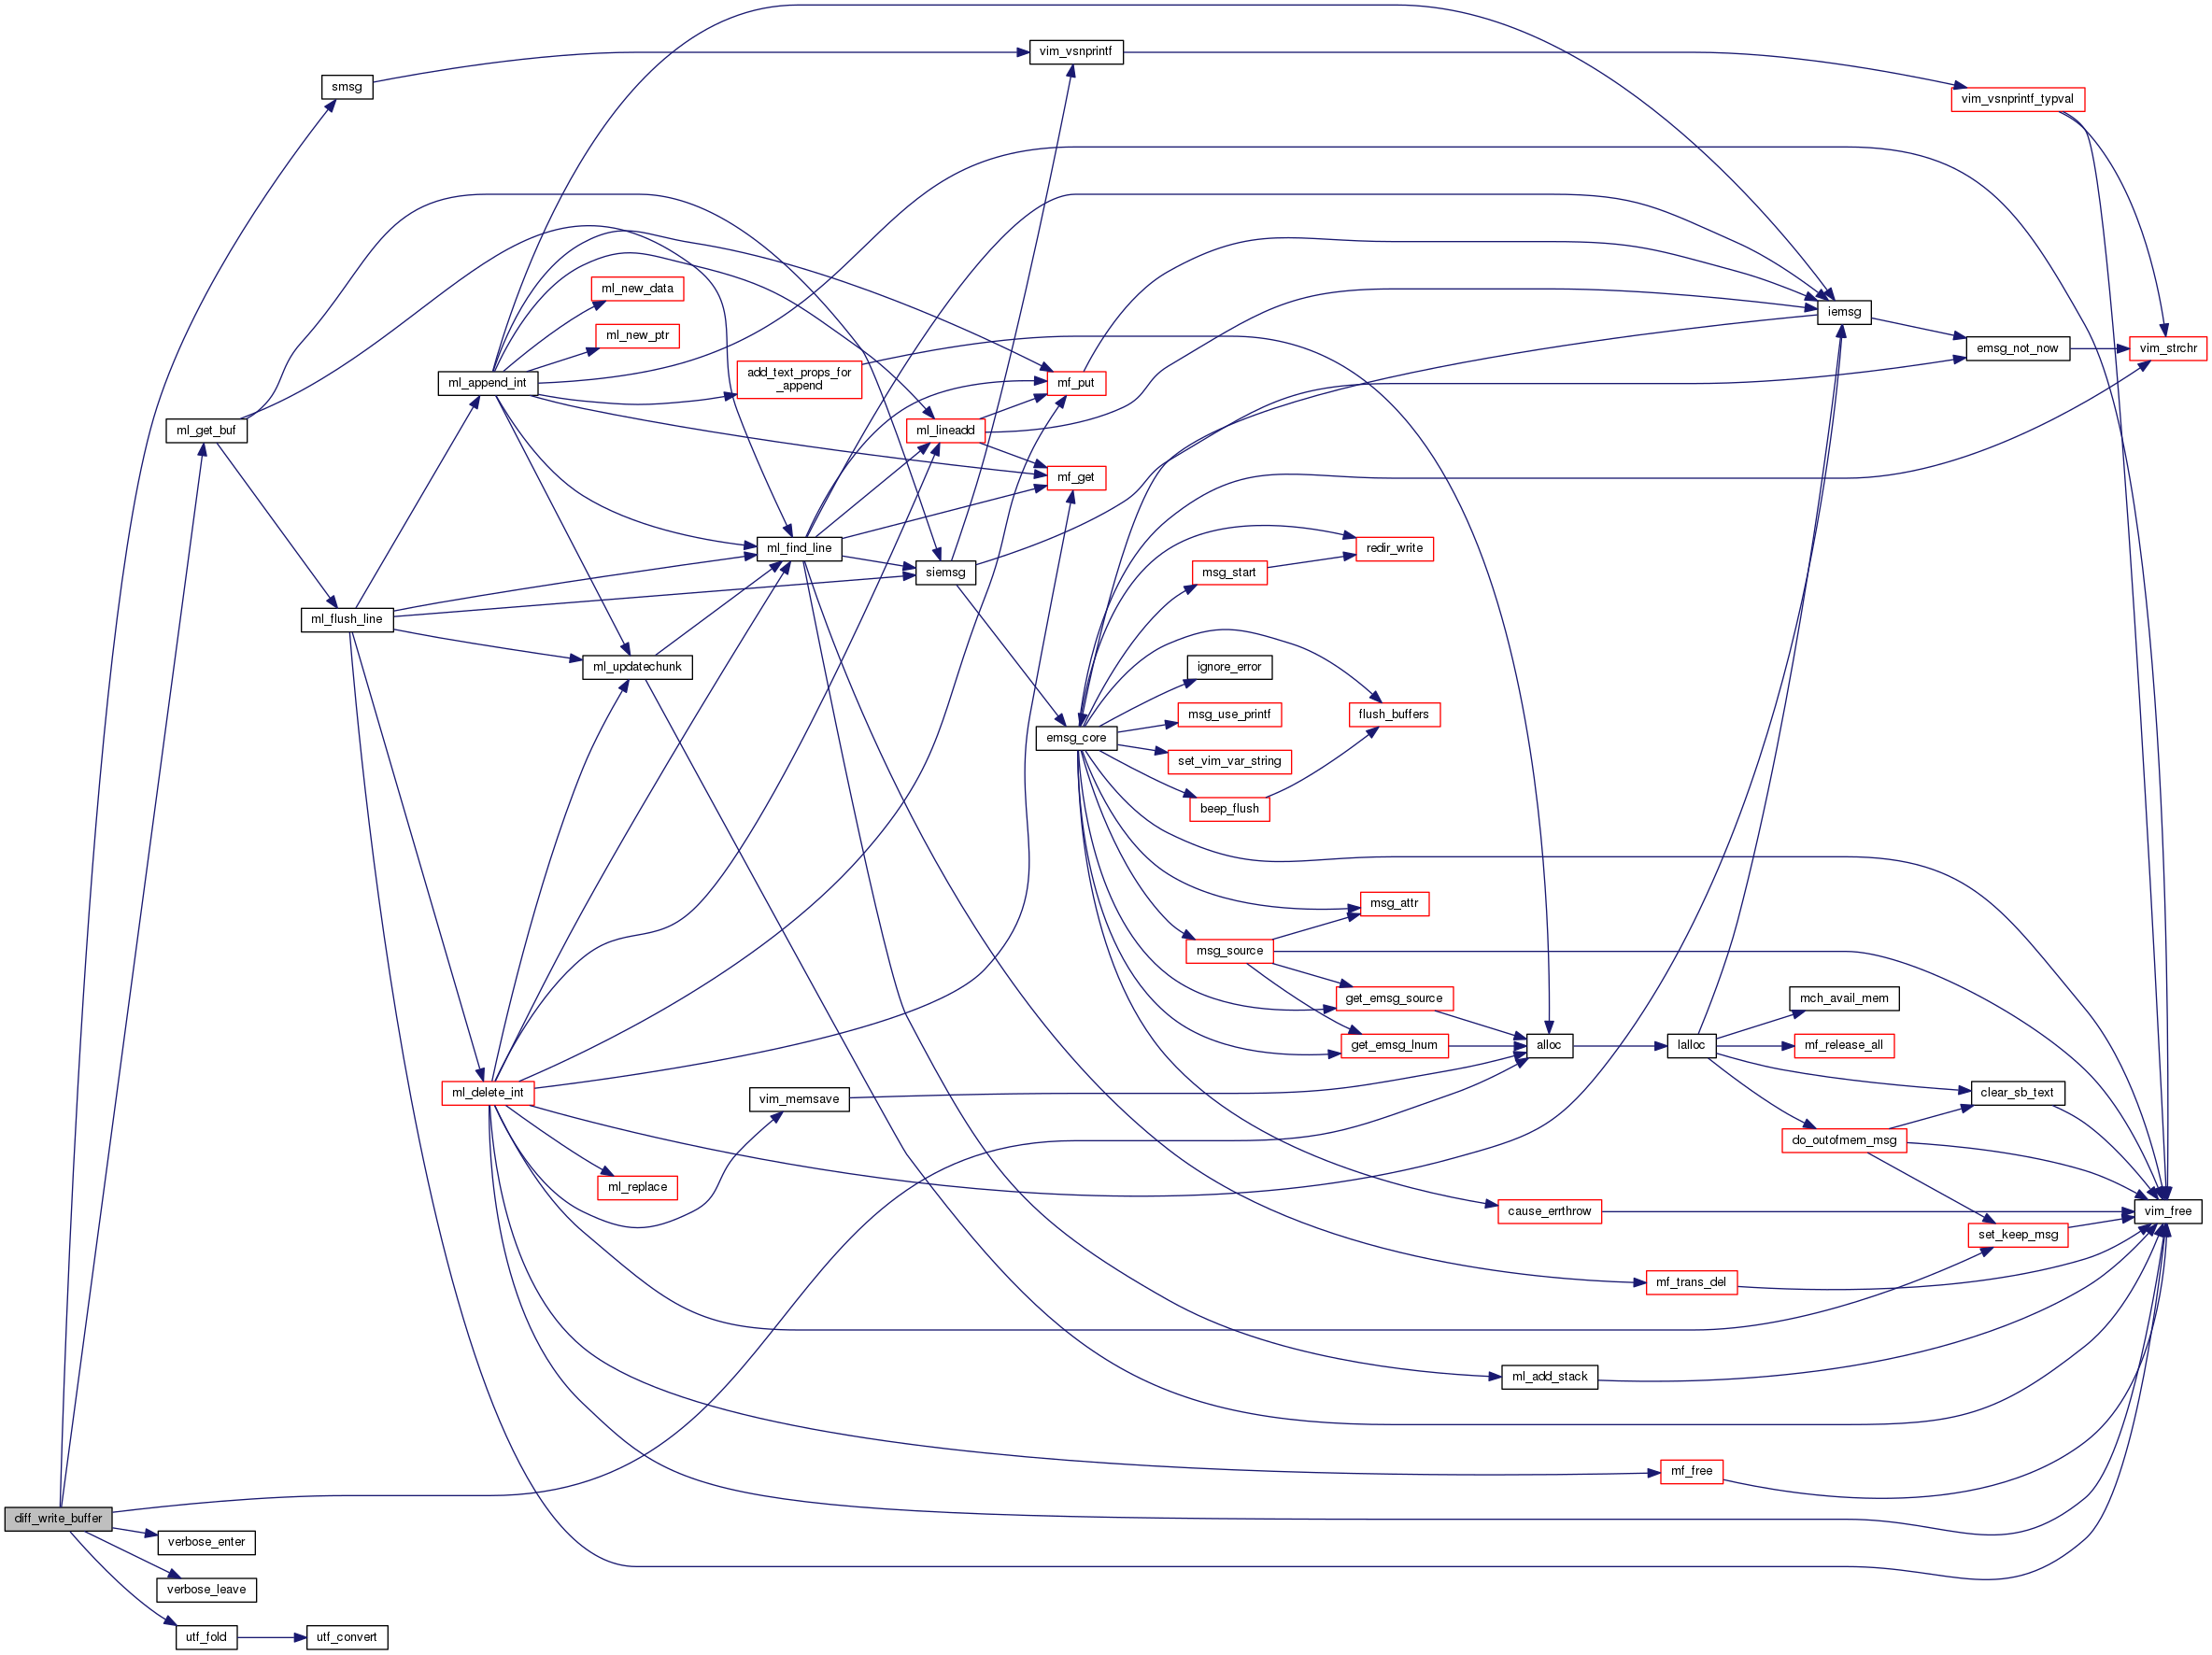 vim_vsnprintf
smsg
vim_vsnprintf_typval
ml_new_data
iemsg
ml_new_ptr
emsg_not_now
vim_strchr
add_text_props_for
_append
ml_append_int
mf_put
ml_get_buf
ml_lineadd
mf_get
ml_find_line
redir_write
siemsg
msg_start
ml_flush_line
ml_updatechunk
ignore_error
msg_use_printf
flush_buffers
emsg_core
set_vim_var_string
beep_flush
msg_attr
msg_source
get_emsg_source
mch_avail_mem
get_emsg_lnum
alloc
lalloc
mf_release_all
ml_delete_int
vim_memsave
clear_sb_text
do_outofmem_msg
ml_replace
cause_errthrow
vim_free
set_keep_msg
mf_trans_del
ml_add_stack
mf_free
diff_write_buffer
verbose_enter
verbose_leave
utf_fold
utf_convert